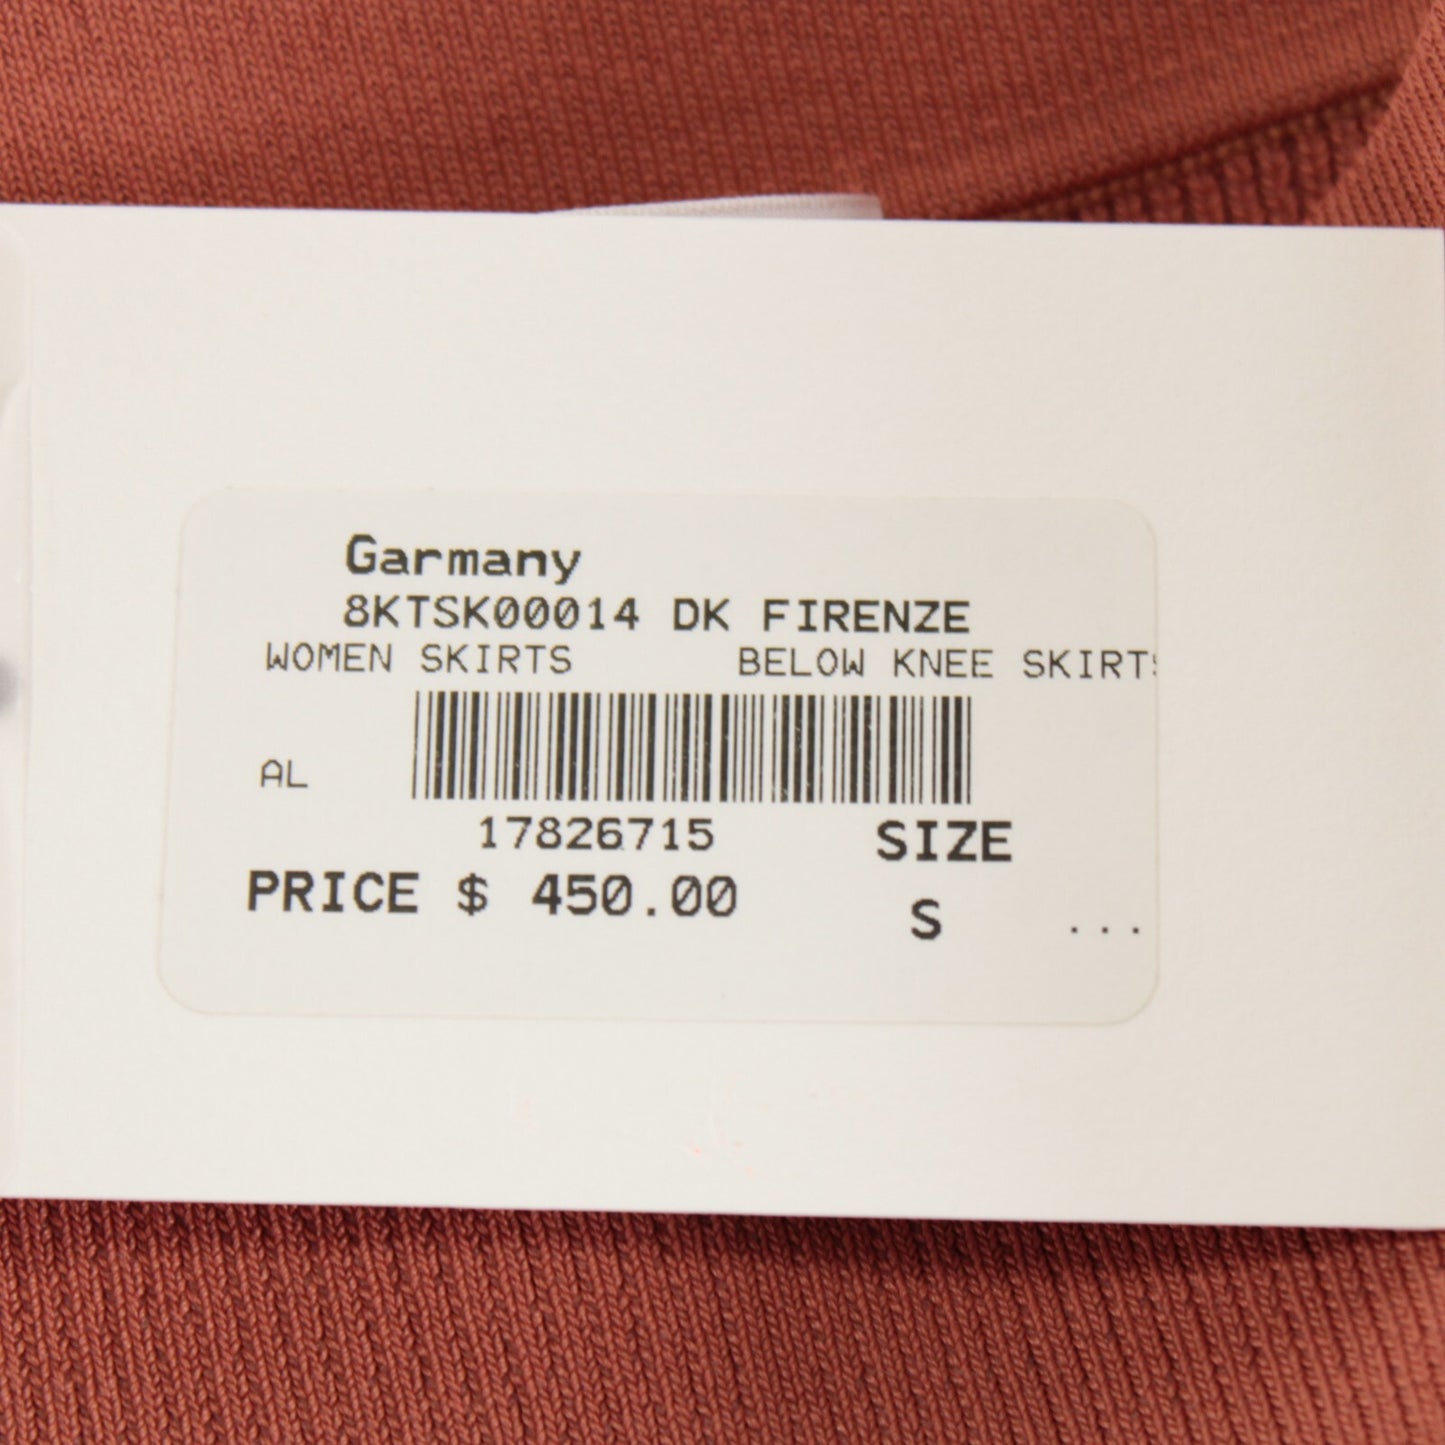 Garmany
8KTSK00014 DK FIRENZE
WOMEN SKIRTS BELOW KNEE SKIRTS
AL
17826715 SIZE
PRICE $ 450.00 S ...